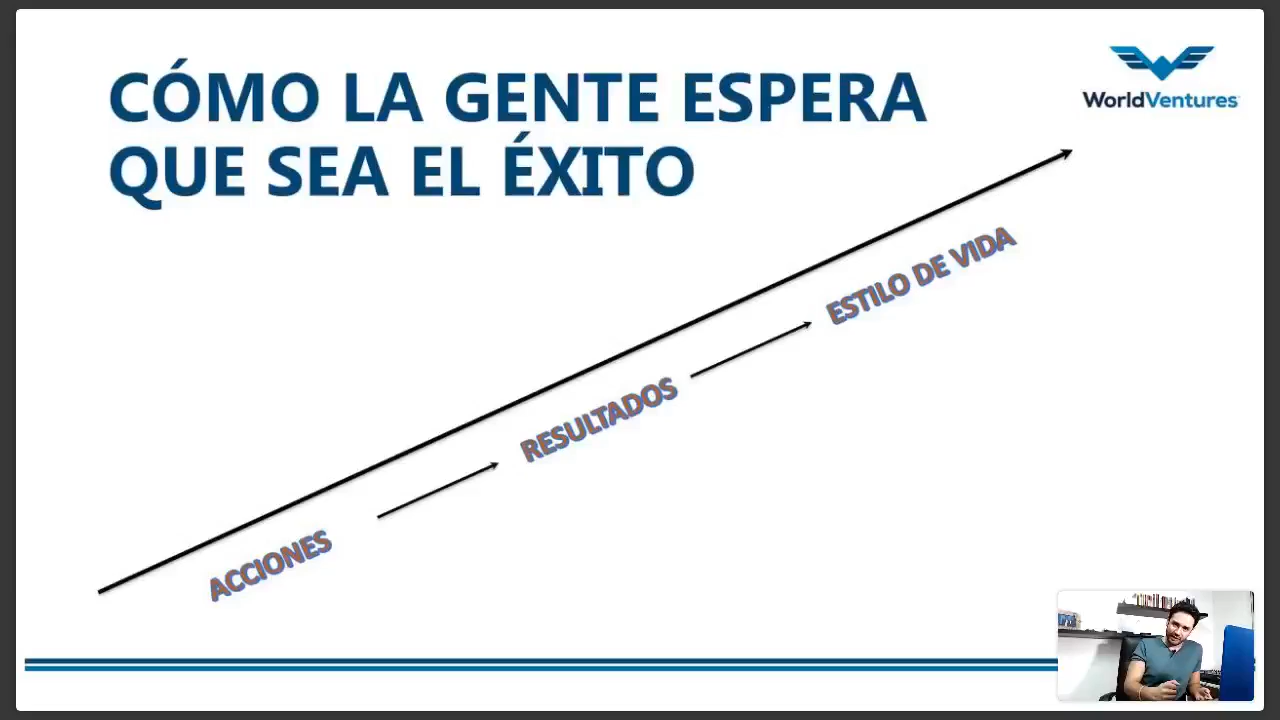 CÓMO LA GENTE ESPERA
QUE SEA EL ÉXITO
WorldVentures
ESTILO DE VIDA
RESULTADOS
ACCIONES